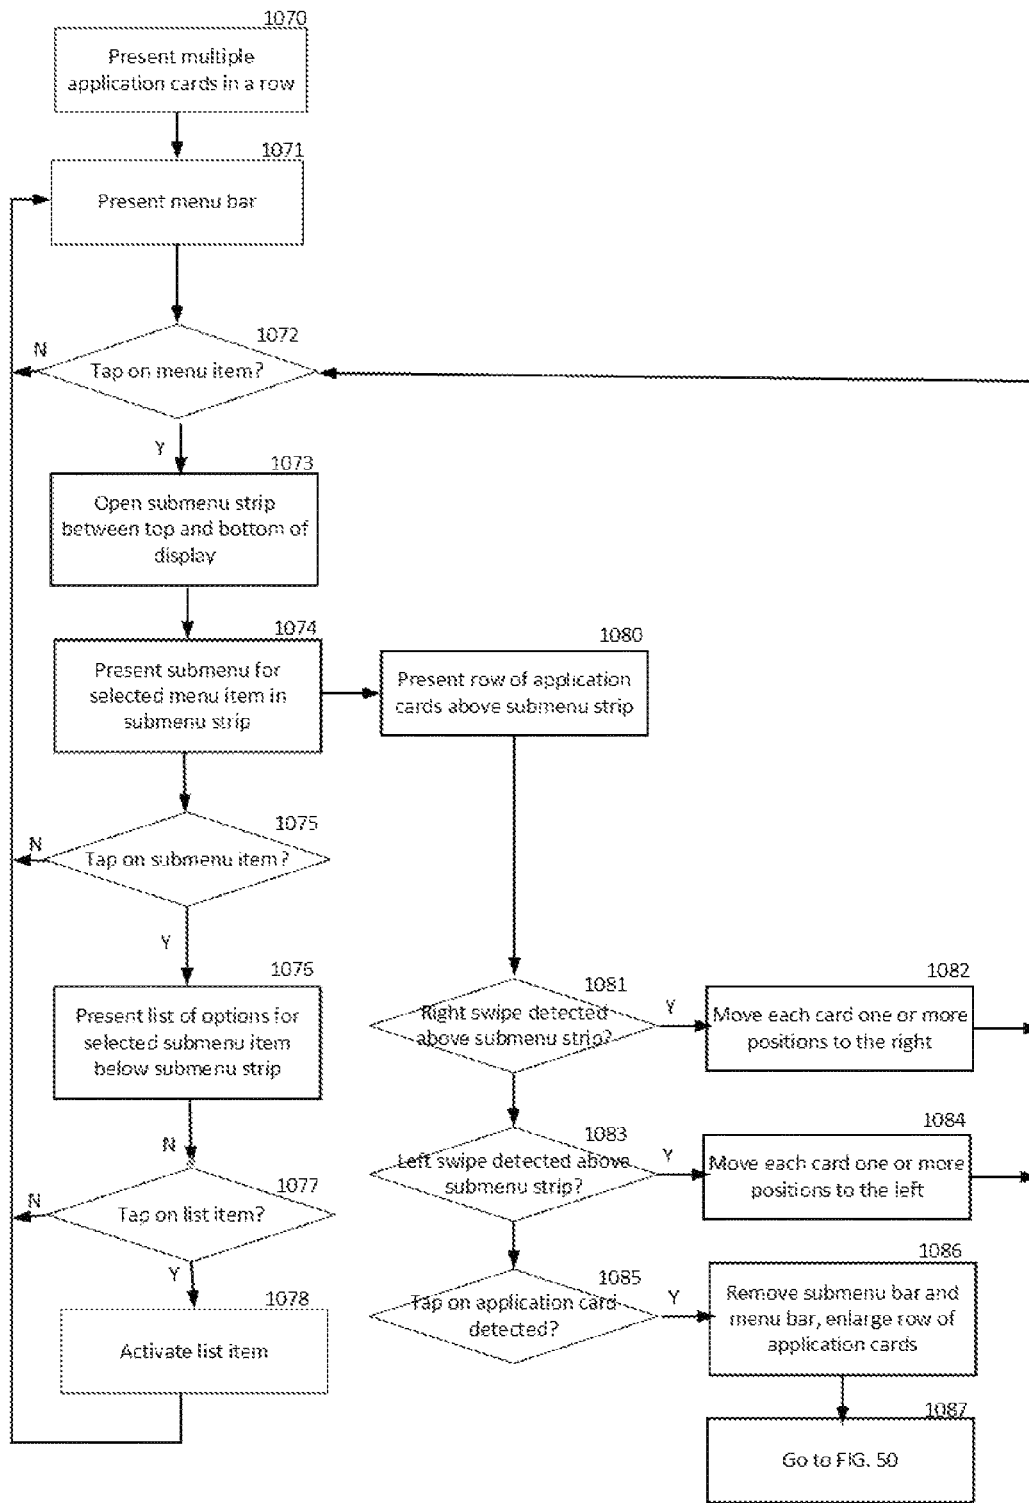 1070
Present multiple
application cards in a row
1071
Present menu bar
1072
N
Tap on menu item?
Y
1073
Open submenu strip
between top and bottom of
display
1074
Present submenu for
selected menu item in
submenu strip
1080
Present row of application
cards above submenu strip
1075
N
Tap on submenu item?
Y
1076
Present list of options for
selected submenu item
below submenu strip
N
1077
N
Tap on list item?
Y
1078
Activate list item
1081
Right swipe detected
above submenu strip?
Y
1082
Move each card one or more
positions to the right
1083
Left swipe detected above
submenu strip?
Y
1084
Move each card one or more
positions to the left
1085
Tap on application card
detected?
Y
1086
Remove submenu bar and
menu bar, enlarge row of
application cards
1087
Go to FIG. 50